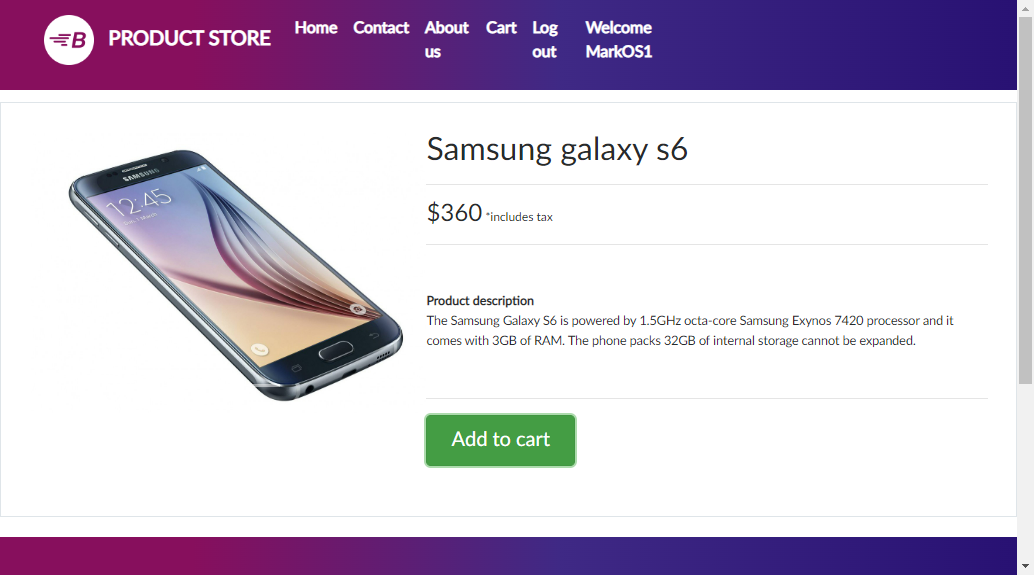 B PRODUCT STORE Home Contact About us Cart Log out Welcome MarkOS1
SAMSUNG
12:45
Samsung galaxy s6
$360 *includes tax
Product description
The Samsung Galaxy S6 is powered by 1.5GHz octa-core Samsung Exynos 7420 processor and it
comes with 3GB of RAM. The phone packs 32GB of internal storage cannot be expanded.
Add to cart